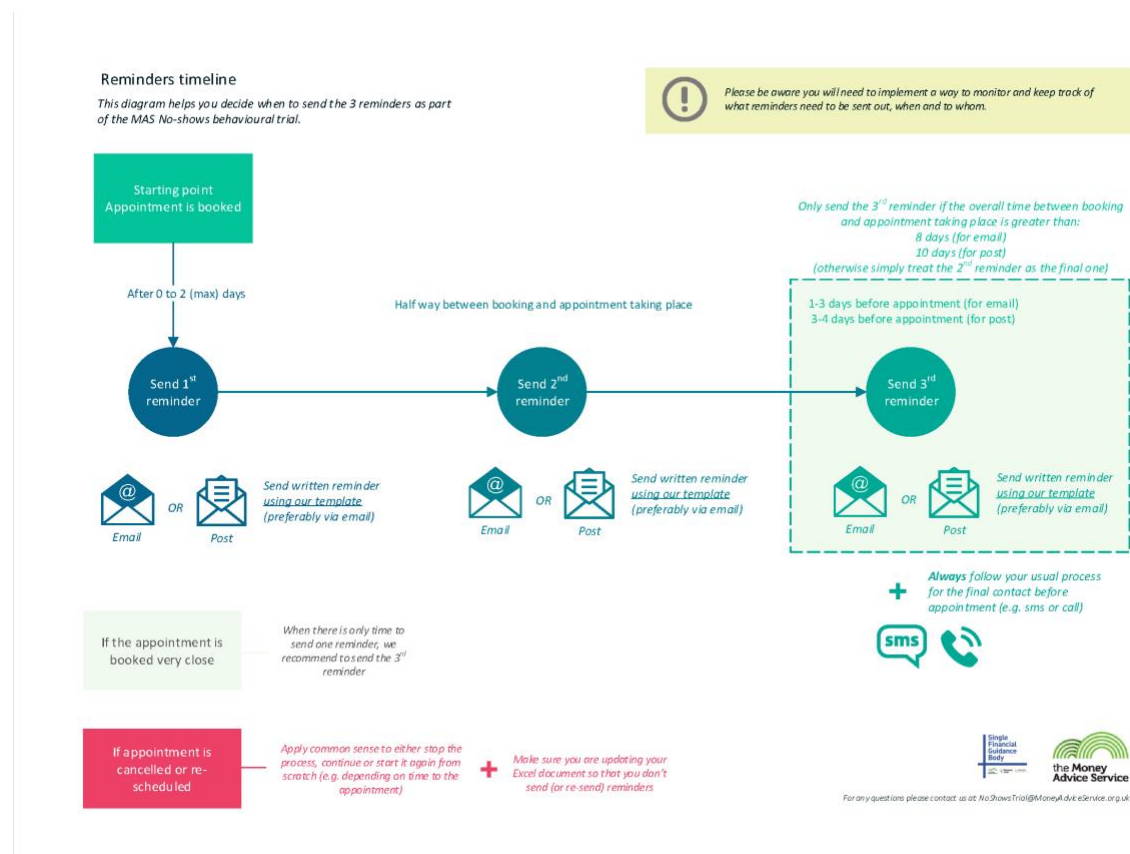 Reminders timeline
This diagram helps you decide when to send the 3 reminders as part
of the MAS No-shows behavioural trial.
Please be aware you will need to implement a way to monitor and keep track of
what reminders need to be sent out, when and to whom.
Starting point
Appointment is booked
After 0 to 2 (max) days
Half way between booking and appointment taking place
Only send the 3rd reminder if the overall time between booking
and appointment taking place is greater than:
8 days (for email)
10 days (for post)
(otherwise simply treat the 2nd reminder as the final one)
1-3 days before appointment (for email)
3-4 days before appointment (for post)
Send 1st
reminder
Send 2nd
reminder
Send 3rd
reminder
@
OR
Email
Post
Send written reminder
using our template
(preferably via email)
@
OR
Email
Post
Send written reminder
using our template
(preferably via email)
@
OR
Email
Post
Send written reminder
using our template
(preferably via email)
+
Always follow your usual process
for the final contact before
appointment (e.g. sms or call)
sms
If the appointment is
booked very close
When there is only time to
send one reminder, we
recommend to send the 3rd
reminder
If appointment is
cancelled or re-
scheduled
Apply common sense to either stop the
process, continue or start it again from
scratch (e.g. depending on time to the
appointment)
+
Make sure you are updating your
Excel document so that you don't
send (or re-send) reminders
Single
Financial
Guidance
Body
the Money
Advice Service
For any questions please contact us at: NoShowsTrial@MoneyAdviceService.org.uk